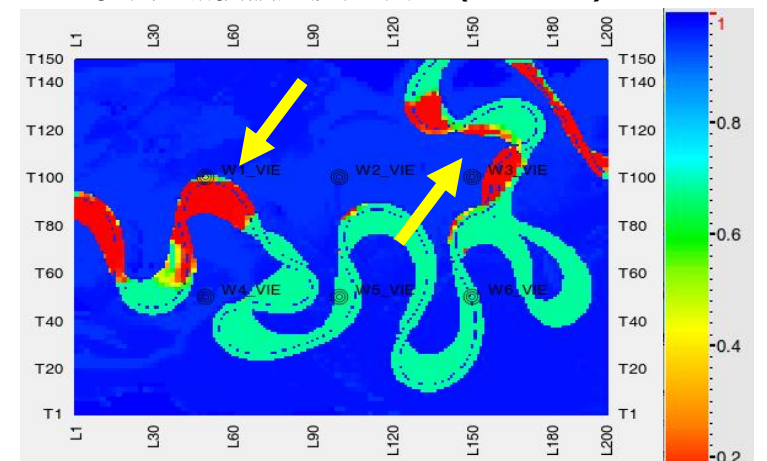 L1 L30 L60 L90 L120 L150 L180 L200
1
T150 T150
T140 T140
T120 T120
-0.8
W1_VIE W2_VIE W3_VIE
T100 T100
T80 T80
-0.6
T60 T60
W4_VIE W5_VIE W6_VIE
T40 T40
-0.4
T20 T20
T1 T1
L1 L30 L60 L90 L120 L150 L180 L200
-0.2